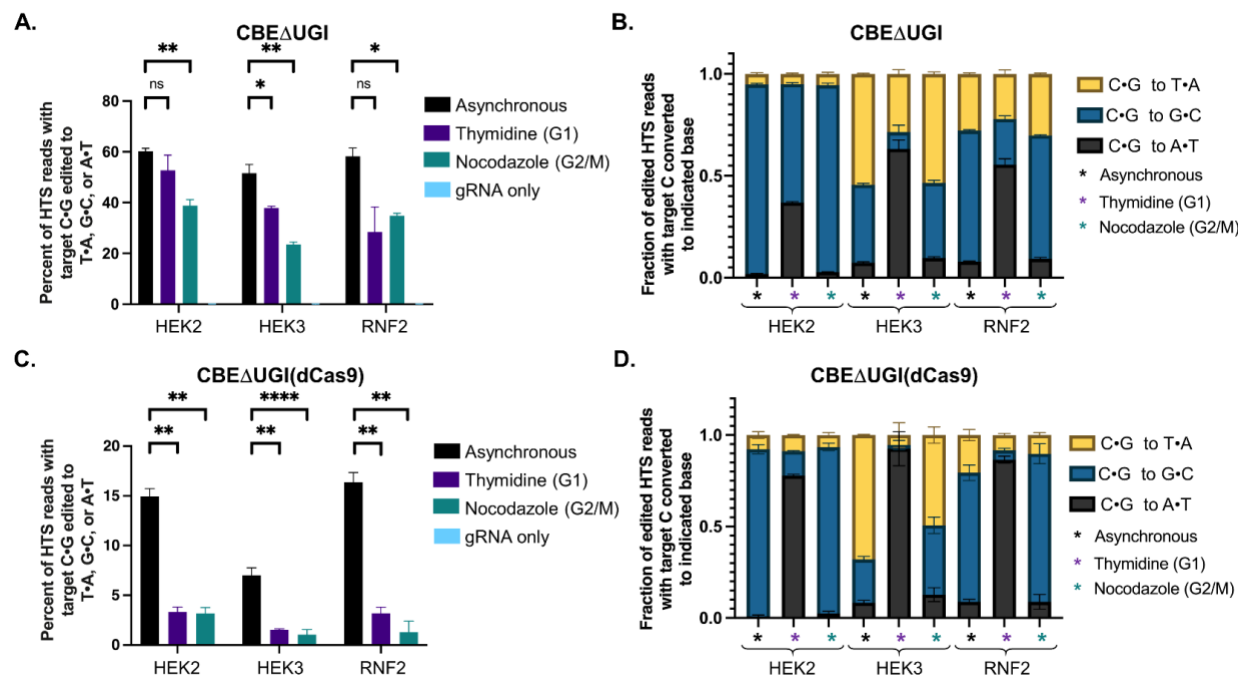 A.
CBEΔUGI
** ** *
ns * ns
Percent of HTS reads with
target C•G edited to
T•A, G•C, or A•T
80
60
40
20
0
HEK2 HEK3 RNF2
Asynchronous
Thymidine (G1)
Nocodazole (G2/M)
gRNA only
B.
CBEΔUGI
Fraction of edited HTS reads
with target C converted
to indicated base
1.0
0.5
0.0
* * * * * * * * *
HEK2 HEK3 RNF2
C•G to T•A
C•G to G•C
C•G to A•T
* Asynchronous
* Thymidine (G1)
* Nocodazole (G2/M)
C.
CBEΔUGI(dCas9)
** **** **
** ** **
Percent of HTS reads with
target C•G edited to
T•A, G•C, or A•T
20
15
10
5
0
HEK2 HEK3 RNF2
Asynchronous
Thymidine (G1)
Nocodazole (G2/M)
gRNA only
D.
CBEΔUGI(dCas9)
Fraction of edited HTS reads
with target C converted
to indicated base
1.0
0.5
0.0
* * * * * * * * *
HEK2 HEK3 RNF2
C•G to T•A
C•G to G•C
C•G to A•T
* Asynchronous
* Thymidine (G1)
* Nocodazole (G2/M)